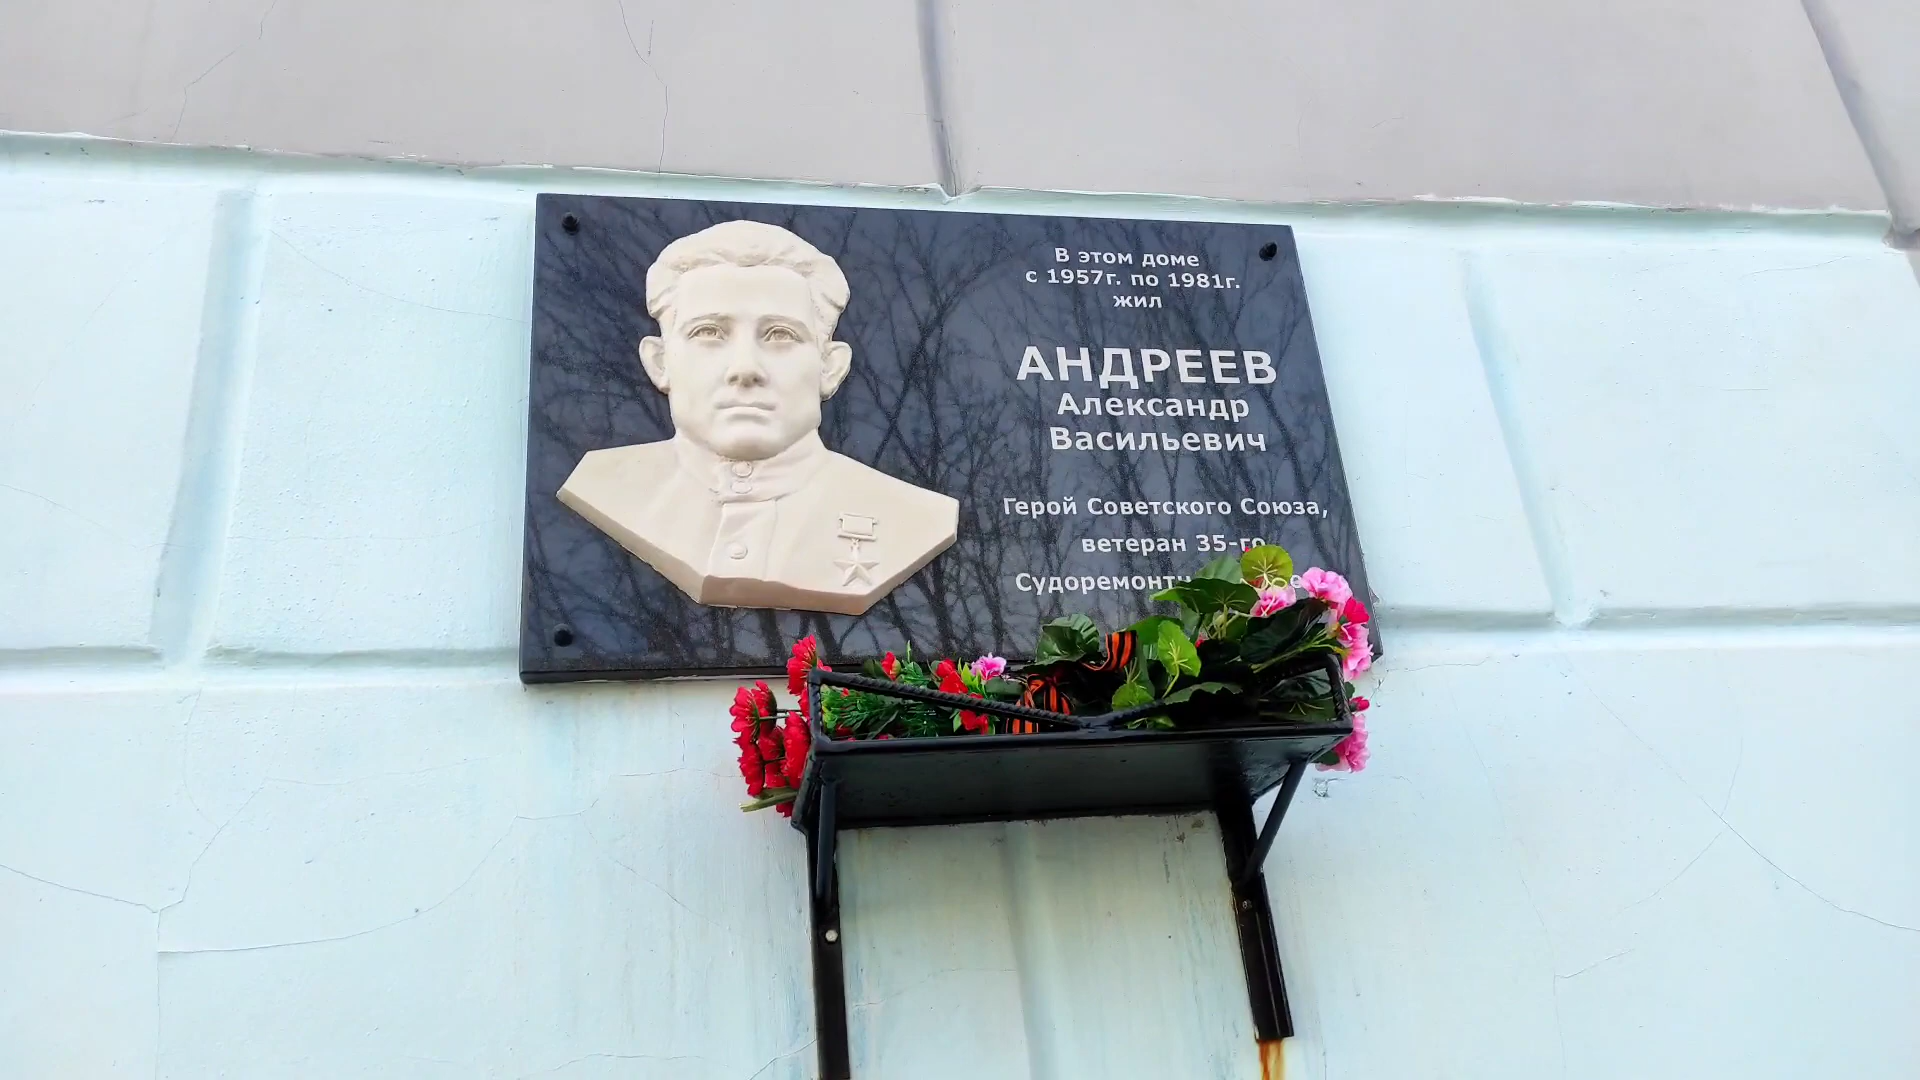 В этом доме
с 1957г. по 1981г.
жил
АНДРЕЕВ
Александр
Васильевич
Герой Советского Союза,
ветеран 35-го